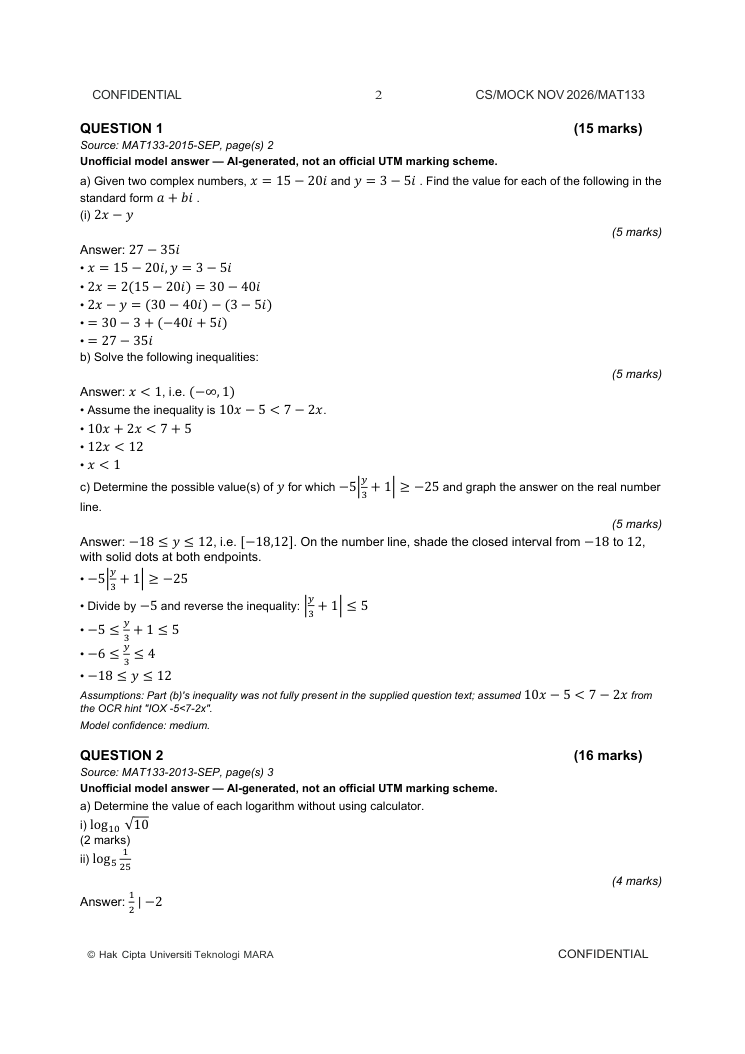 CONFIDENTIAL 2 CS/MOCK NOV 2026/MAT133
QUESTION 1 (15 marks)
Source: MAT133-2015-SEP, page(s) 2
Unofficial model answer — AI-generated, not an official UTM marking scheme.
a) Given two complex numbers, x = 15 − 20i and y = 3 − 5i . Find the value for each of the following in the
standard form a + bi .
(i) 2x − y
(5 marks)
Answer: 27 − 35i
• x = 15 − 20i, y = 3 − 5i
• 2x = 2(15 − 20i) = 30 − 40i
• 2x − y = (30 − 40i) − (3 − 5i)
• = 30 − 3 + (−40i + 5i)
• = 27 − 35i
b) Solve the following inequalities:
(5 marks)
Answer: x < 1, i.e. (−∞, 1)
• Assume the inequality is 10x − 5 < 7 − 2x.
• 10x + 2x < 7 + 5
• 12x < 12
• x < 1
c) Determine the possible value(s) of y for which −5|y/3 + 1| ≥ −25 and graph the answer on the real number
line.
(5 marks)
Answer: −18 ≤ y ≤ 12, i.e. [−18,12]. On the number line, shade the closed interval from −18 to 12,
with solid dots at both endpoints.
• −5|y/3 + 1| ≥ −25
• Divide by −5 and reverse the inequality: |y/3 + 1| ≤ 5
• −5 ≤ y/3 + 1 ≤ 5
• −6 ≤ y/3 ≤ 4
• −18 ≤ y ≤ 12
Assumptions: Part (b)'s inequality was not fully present in the supplied question text; assumed 10x − 5 < 7 − 2x from
the OCR hint "IOX -5<7-2x".
Model confidence: medium.
QUESTION 2 (16 marks)
Source: MAT133-2013-SEP, page(s) 3
Unofficial model answer — AI-generated, not an official UTM marking scheme.
a) Determine the value of each logarithm without using calculator.
i) log₁₀ √10
(2 marks)
ii) log₅ 1/25
(4 marks)
Answer: 1/2 | −2
© Hak Cipta Universiti Teknologi MARA CONFIDENTIAL